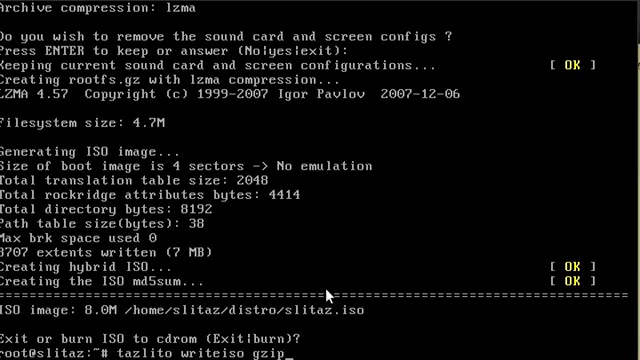 Archive compression: lzma
Do you wish to remove the sound card and screen configs ?
Press ENTER to keep or answer (No|yes|exit):
Keeping current sound card and screen configurations... [ OK ]
Creating rootfs.gz with lzma compression...
LZMA 4.57 Copyright (c) 1999-2007 Igor Pavlov 2007-12-06
Filesystem size: 4.7M
Generating ISO image...
Size of boot image is 4 sectors -> No emulation
Total translation table size: 2048
Total rockridge attributes bytes: 4414
Total directory bytes: 8192
Path table size(bytes): 38
Max brk space used 0
3707 extents written (7 MB)
Creating hybrid ISO... [ OK ]
Creating the ISO md5sum... [ OK ]
================================================================================
ISO image: 8.0M /home/slitaz/distro/slitaz.iso
Exit or burn ISO to cdrom (Exit|burn)?
root@slitaz:~# tazlito writeiso gzip_